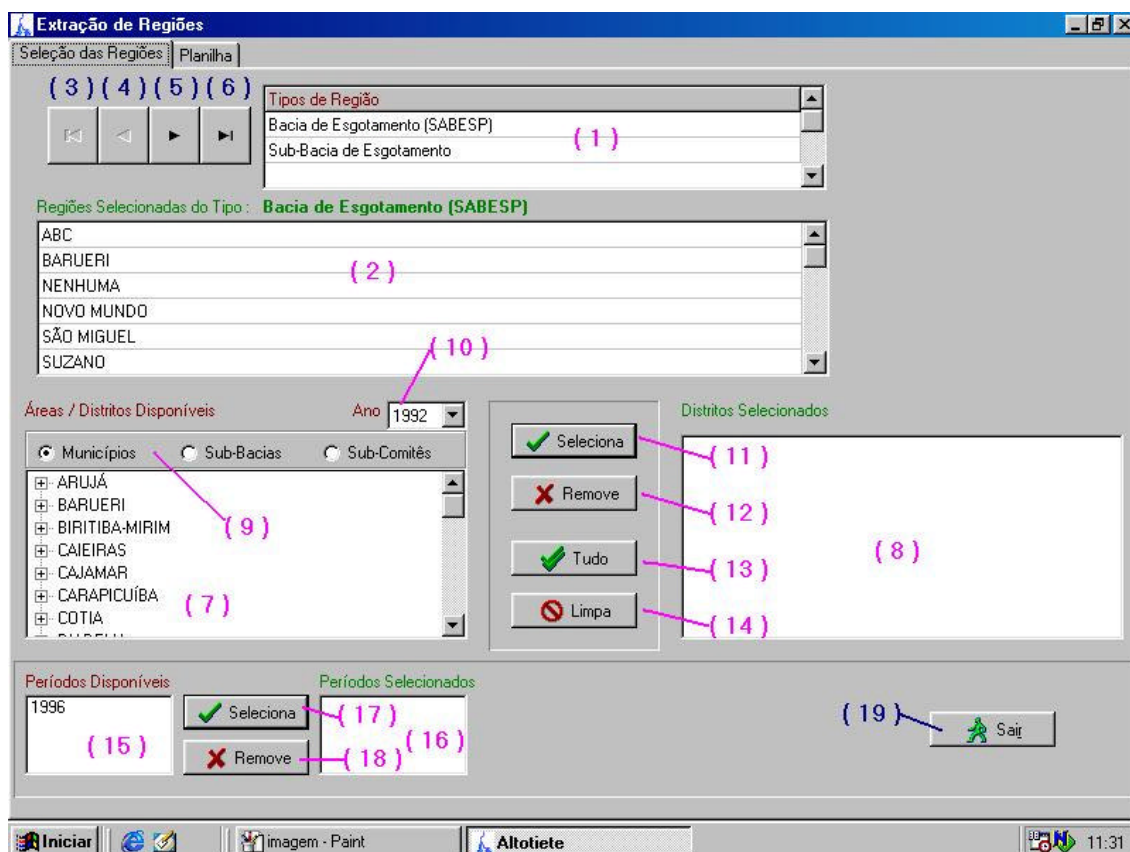 Extração de Regiões
Seleção das Regiões Planilha
( 3 ) ( 4 ) ( 5 ) ( 6 )
Tipos de Região
Bacia de Esgotamento (SABESP)
( 1 )
Sub-Bacia de Esgotamento
Regiões Selecionadas do Tipo : Bacia de Esgotamento (SABESP)
ABC
BARUERI
( 2 )
NENHUMA
NOVO MUNDO
SÃO MIGUEL
( 10 )
SUZANO
Áreas / Distritos Disponíveis Ano 1992
Distritos Selecionados
Municípios Sub-Bacias Sub-Comitês
ARUJÁ
BARUERI
BIRITIBA-MIRIM
( 9 )
CAIEIRAS
CAJAMAR
CARAPICUÍBA
( 7 )
COTIA
Seleciona
( 11 )
Remove
( 12 )
Tudo
( 13 )
Limpa
( 14 )
( 8 )
Períodos Disponíveis
1996
( 15 )
Seleciona
( 17 )
Remove
( 18 )
Períodos Selecionados
( 16 )
( 19 )
Sair
Iniciar imagem - Paint Altotiete 11:31